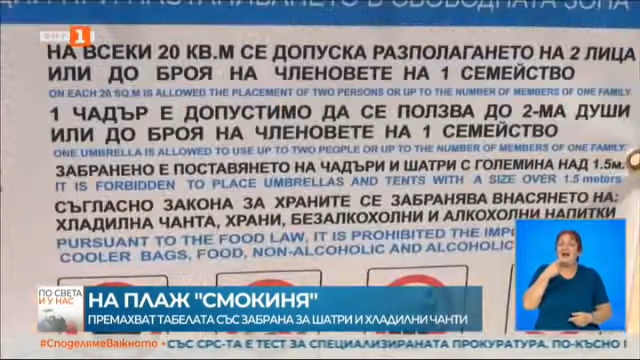 НАСТАНЯВАНЕТО В СВОБОДНАТА ЗОНА
БНТ 1
НА ВСЕКИ 20 КВ.М СЕ ДОПУСКА РАЗПОЛАГАНЕТО НА 2 ЛИЦА
ИЛИ ДО БРОЯ НА ЧЛЕНОВЕТЕ НА 1 СЕМЕЙСТВО
ON EACH 20 SQ.M IS ALLOWED THE PLACEMENT OF TWO PERSONS OR UP TO THE NUMBER OF MEMBERS OF ONE FAMILY.
1 ЧАДЪР Е ДОПУСТИМО ДА СЕ ПОЛЗВА ДО 2-МА ДУШИ
ИЛИ ДО БРОЯ НА ЧЛЕНОВЕТЕ НА 1 СЕМЕЙСТВО
ONE UMBRELLA IS ALLOWED TO USE UP TO TWO PEOPLE OR UP TO THE NUMBER OF MEMBERS OF ONE FAMILY.
ЗАБРАНЕНО Е ПОСТАВЯНЕТО НА ЧАДЪРИ И ШАТРИ С ГОЛЕМИНА НАД 1.5м.
IT IS FORBIDDEN TO PLACE UMBRELLAS AND TENTS WITH A SIZE OVER 1.5 meters.
СЪГЛАСНО ЗАКОНА ЗА ХРАНИТЕ СЕ ЗАБРАНЯВА ВНАСЯНЕТО НА:
ХЛАДИЛНА ЧАНТА, ХРАНИ, БЕЗАЛКОХОЛНИ И АЛКОХОЛНИ НАПИТКИ
PURSUANT TO THE FOOD LAW, IT IS PROHIBITED THE
COOLER BAGS, FOOD, NON-ALCOHOLIC AND ALCOHOLIC
ПО СВЕТА
И У НАС
НА ПЛАЖ "СМОКИНЯ"
ПРЕМАХВАТ ТАБЕЛАТА СЪС ЗАБРАНА ЗА ШАТРИ И ХЛАДИЛНИ ЧАНТИ
#СподелямеВажното
СЪС СРС-ТА Е ТЕСТ ЗА СПЕЦИАЛИЗИРАНАТА ПРОКУРАТУРА. ПО-КЪСНО